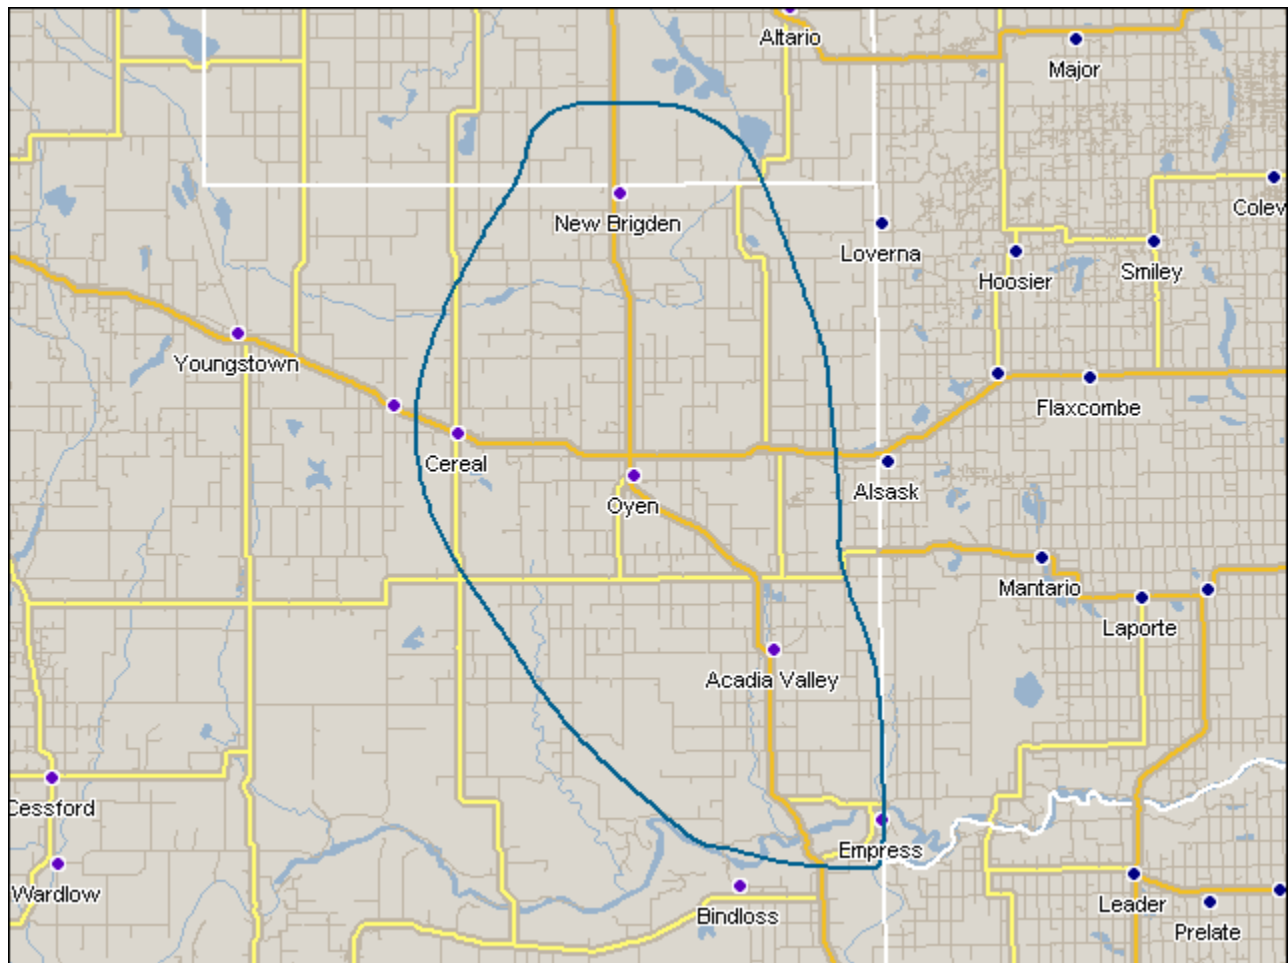 Altario
Major
Colev
New Brigden
Loverna
Smiley
Hoosier
Youngstown
Flaxcombe
Cereal
Alsask
Oyen
Mantario
Laporte
Acadia Valley
Cessford
Empress
Wardlow
Leader
Bindloss
Prelate